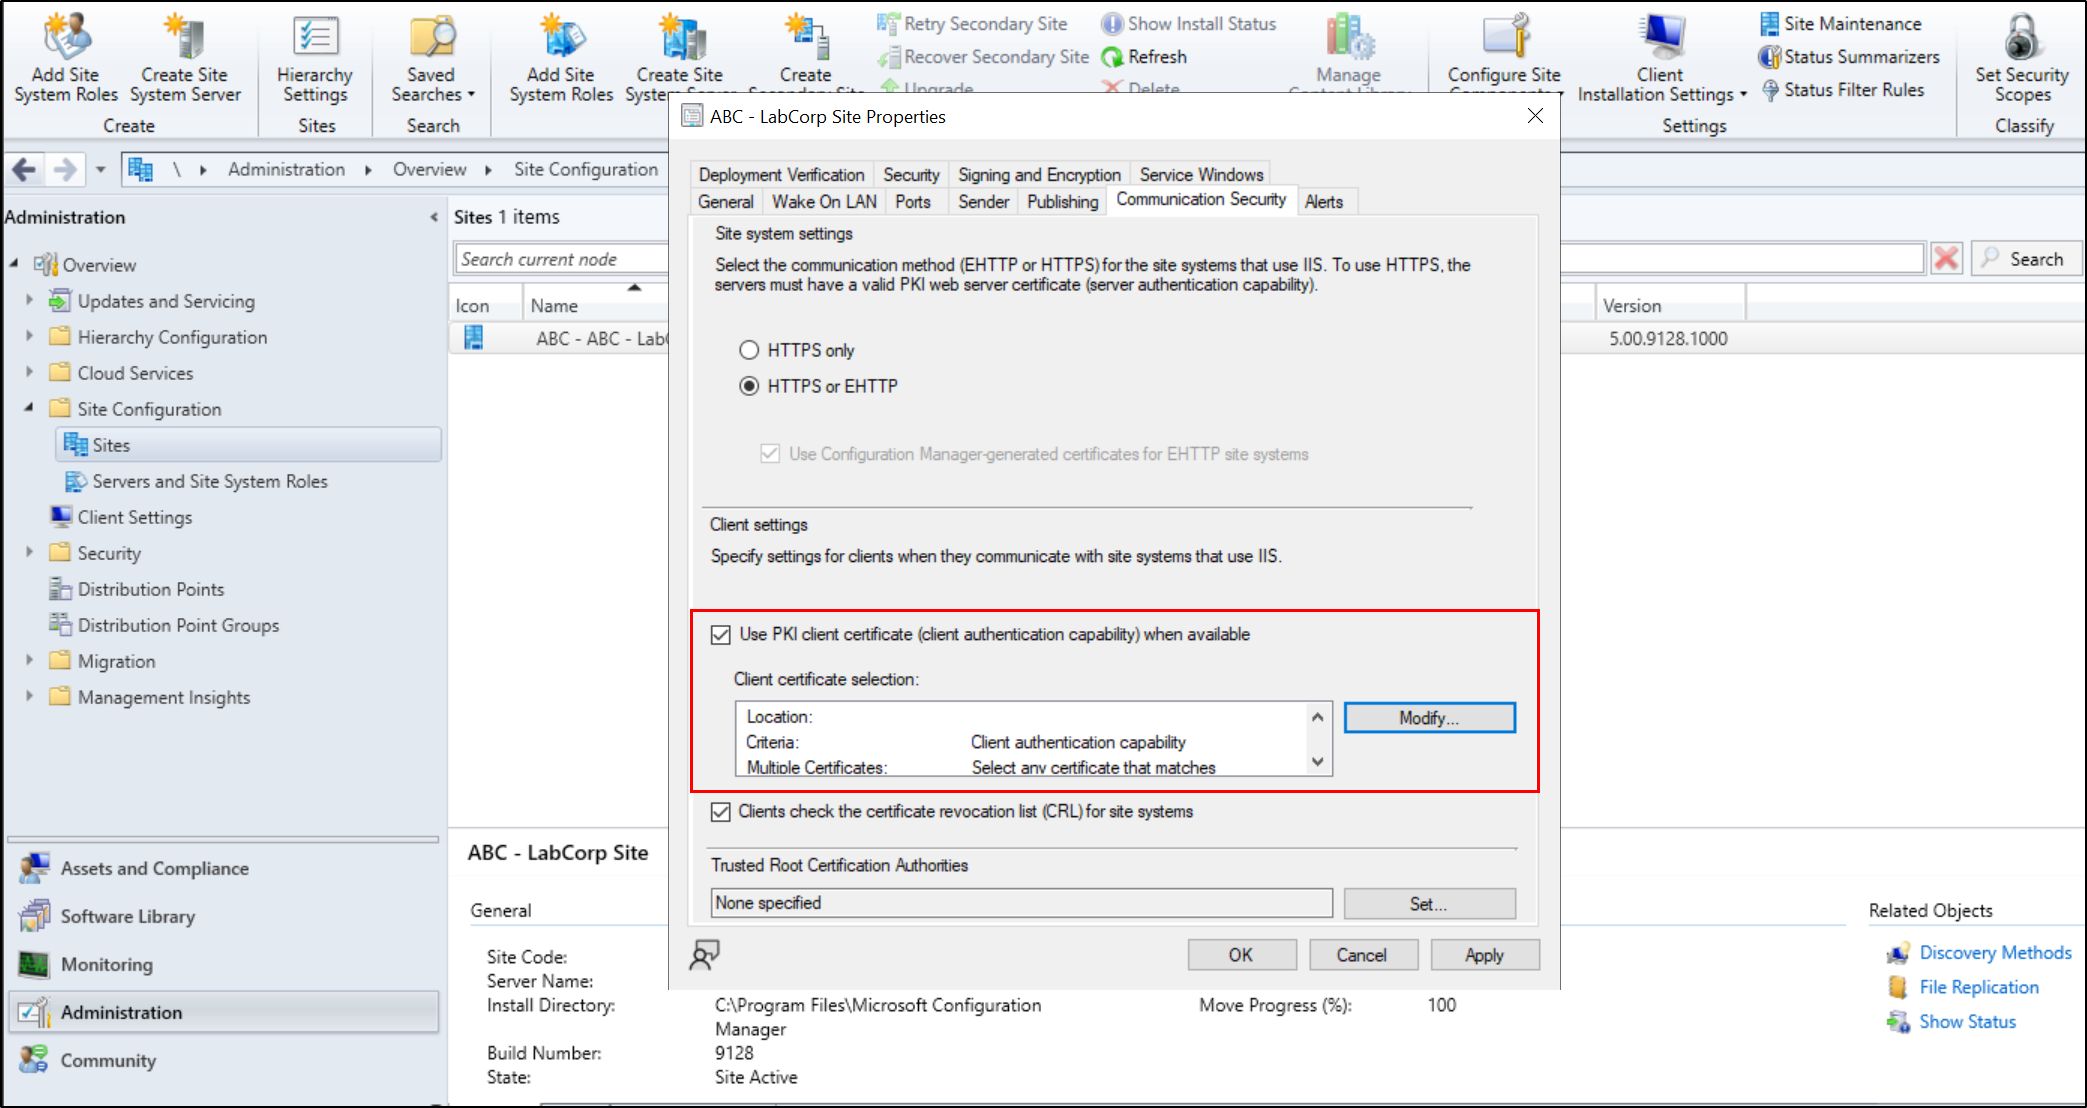 Add Site
System Roles
Create Site
System Server
Create
Hierarchy
Settings
Sites
Saved
Searches
Search
Add Site
System Roles
Create Site
System Server
Create
Secondary Site
Retry Secondary Site
Recover Secondary Site
Upgrade
Show Install Status
Refresh
Delete
Manage
Content Library
Configure Site
Components
Client
Installation Settings
Site Maintenance
Status Summarizers
Status Filter Rules
Settings
Set Security
Scopes
Classify
\ Administration Overview Site Configuration
Administration
Overview
Updates and Servicing
Hierarchy Configuration
Cloud Services
Site Configuration
Sites
Servers and Site System Roles
Client Settings
Security
Distribution Points
Distribution Point Groups
Migration
Management Insights
Assets and Compliance
Software Library
Monitoring
Administration
Community
Sites 1 items
Search current node
Search
Icon Name Version
ABC - ABC - Lab 5.00.9128.1000
ABC - LabCorp Site Properties
Deployment Verification Security Signing and Encryption Service Windows
General Wake On LAN Ports Sender Publishing Communication Security Alerts
Site system settings
Select the communication method (EHTTP or HTTPS) for the site systems that use IIS. To use HTTPS, the
servers must have a valid PKI web server certificate (server authentication capability).
HTTPS only
HTTPS or EHTTP
Use Configuration Manager-generated certificates for EHTTP site systems
Client settings
Specify settings for clients when they communicate with site systems that use IIS.
Use PKI client certificate (client authentication capability) when available
Client certificate selection:
Location:
Criteria: Client authentication capability
Multiple Certificates: Select any certificate that matches
Modify...
Clients check the certificate revocation list (CRL) for site systems
Trusted Root Certification Authorities
None specified
Set...
OK Cancel Apply
ABC - LabCorp Site
General
Site Code:
Server Name:
Install Directory: C:\Program Files\Microsoft Configuration
Manager
Build Number: 9128
State: Site Active
Move Progress (%): 100
Related Objects
Discovery Methods
File Replication
Show Status